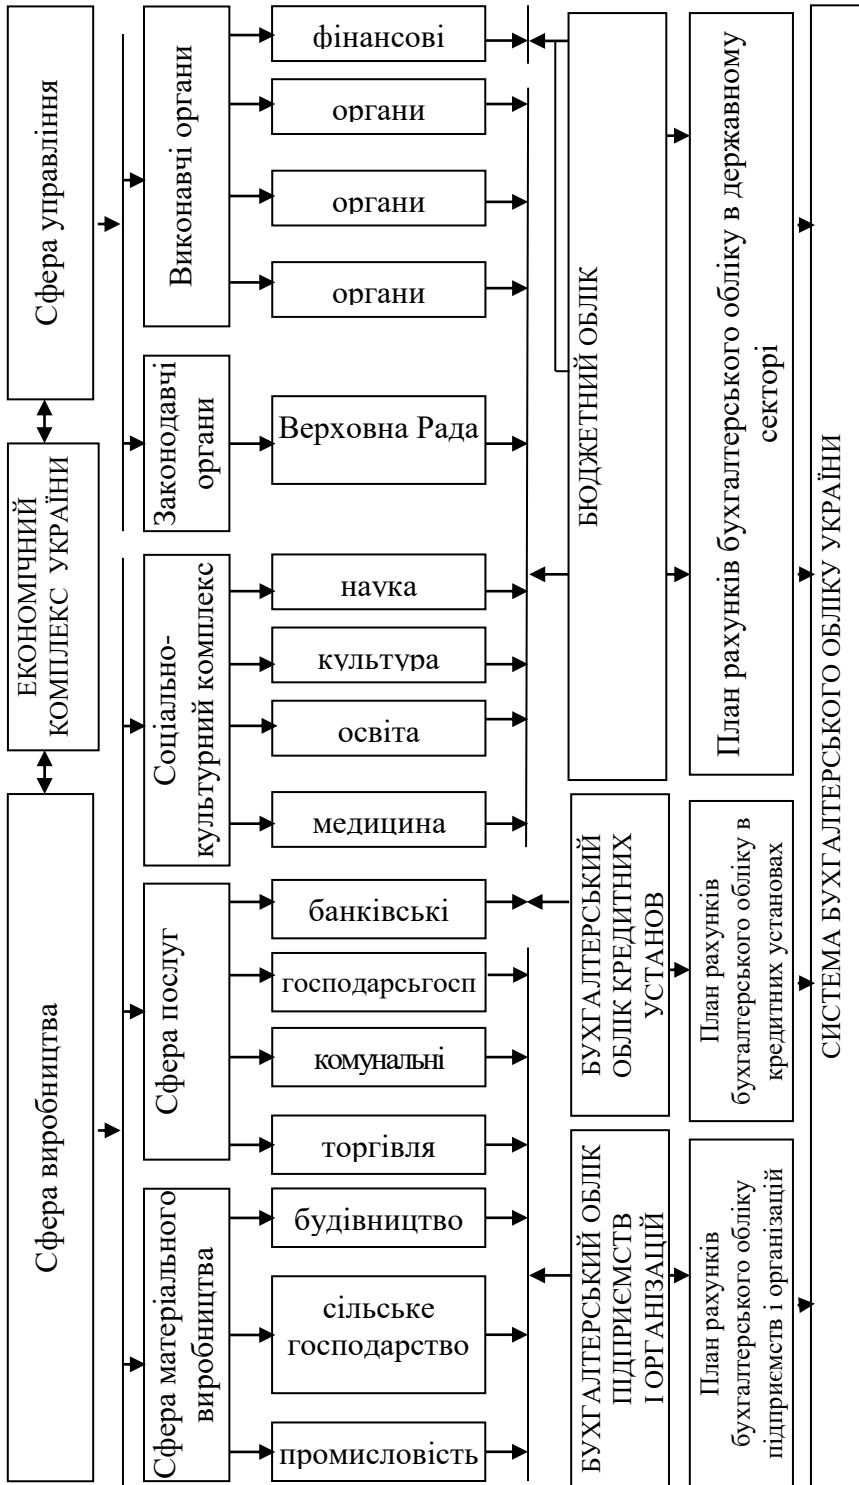 Сфера управління
ЕКОНОМІЧНИЙ
КОМПЛЕКС УКРАЇНИ
Сфера виробництва
Виконавчі органи
Законодавчі
органи
Соціально-
культурний комплекс
Сфера послуг
Сфера матеріального
виробництва
фінансові
органи
органи
органи
Верховна Рада
наука
культура
освіта
медицина
банківські
господарсьгосп
комунальні
торгівля
будівництво
сільське
господарство
промисловість
БЮДЖЕТНИЙ ОБЛІК
БУХГАЛТЕРСЬКИЙ
ОБЛІК КРЕДИТНИХ
УСТАНОВ
БУХГАЛТЕРСЬКИЙ ОБЛІК
ПІДПРИЄМСТВ
І ОРГАНІЗАЦІЙ
План рахунків бухгалтерського обліку в державному
секторі
План рахунків
бухгалтерського обліку в
кредитних установах
План рахунків
бухгалтерського обліку
підприємств і організацій
СИСТЕМА БУХГАЛТЕРСЬКОГО ОБЛІКУ УКРАЇНИ